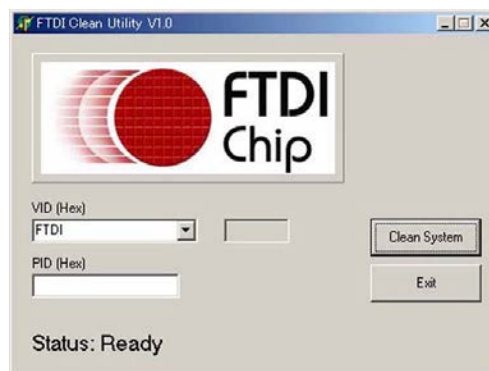 FTDI Clean Utility V1.0
FTDI
Chip
VID (Hex)
FTDI
Clean System
PID (Hex)
Exit
Status: Ready